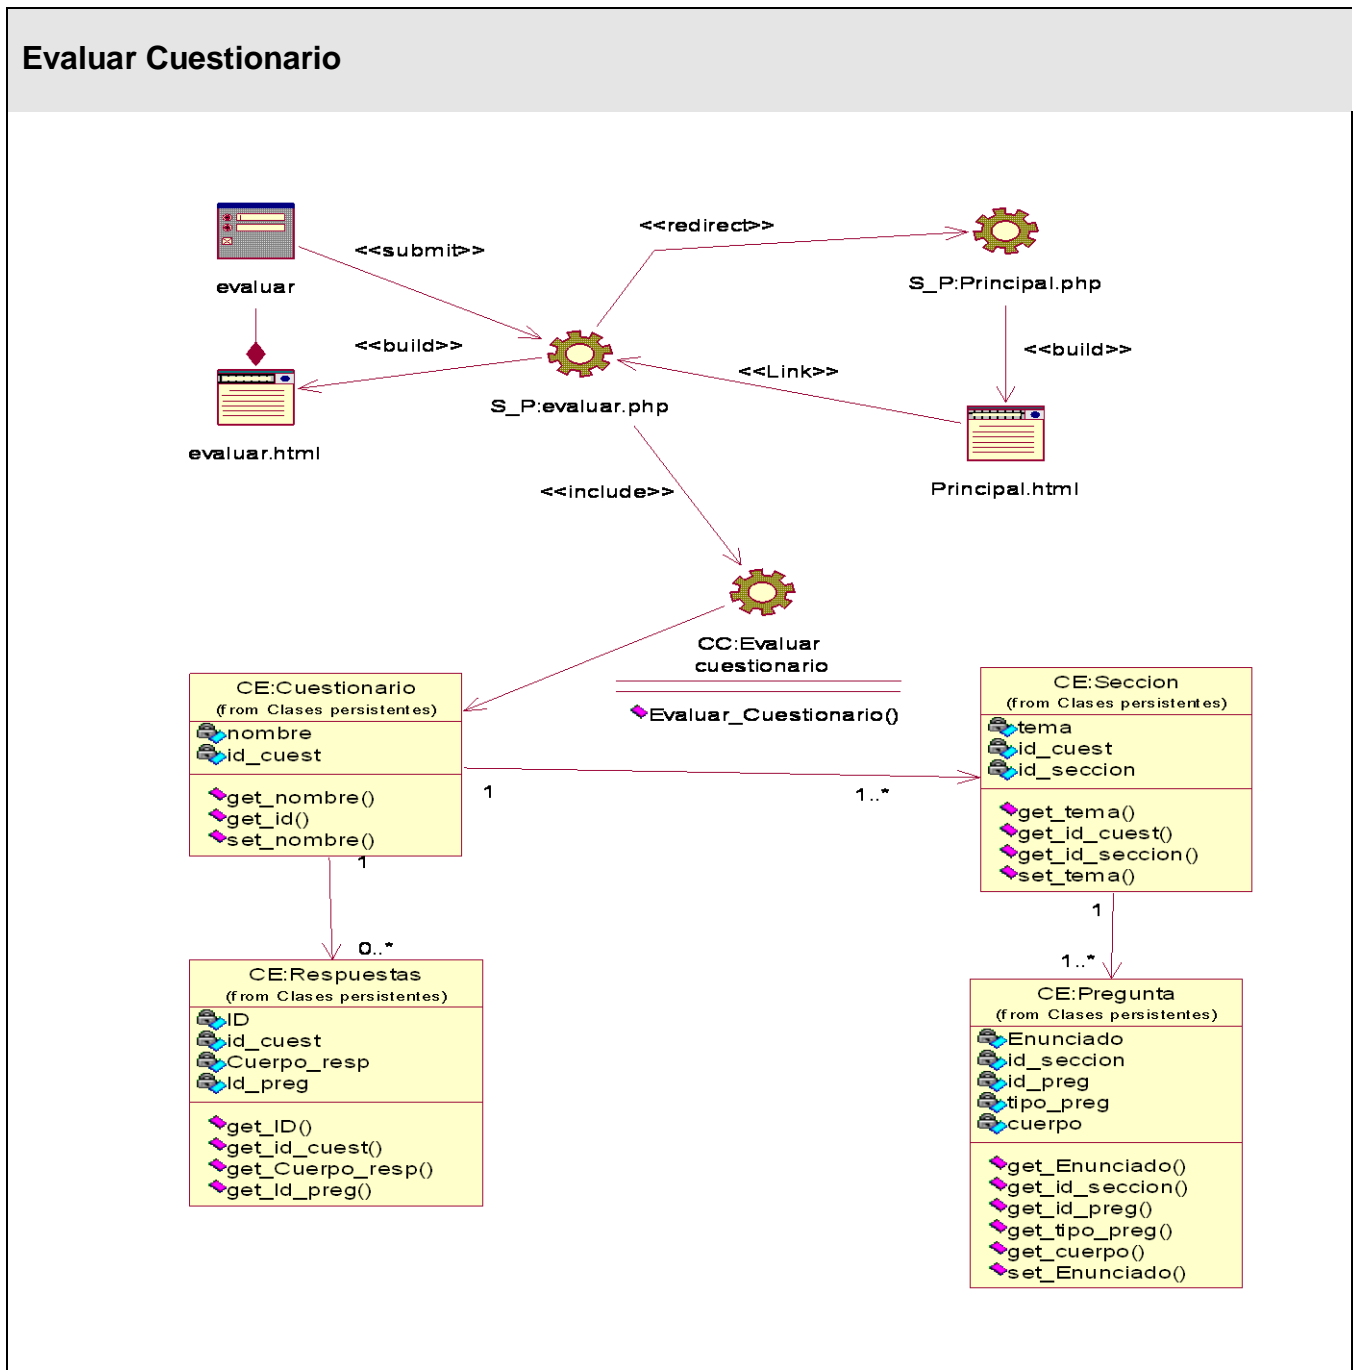 Evaluar Cuestionario
<<redirect>>
<<submit>>
S_P:Principal.php
evaluar
<<build>>
<<build>>
<<Link>>
S_P:evaluar.php
evaluar.html
Principal.html
<<include>>
CC:Evaluar
cuestionario
Evaluar_Cuestionario()
CE:Cuestionario
(from Clases persistentes)
nombre
id_cuest
get_nombre()
get_id()
set_nombre()
CE:Seccion
(from Clases persistentes)
tema
id_cuest
id_seccion
get_tema()
get_id_cuest()
get_id_seccion()
set_tema()
1
1..*
1
0..*
1
1..*
CE:Respuestas
(from Clases persistentes)
ID
id_cuest
Cuerpo_resp
Id_preg
get_ID()
get_id_cuest()
get_Cuerpo_resp()
get_Id_preg()
CE:Pregunta
(from Clases persistentes)
Enunciado
id_seccion
id_preg
tipo_preg
cuerpo
get_Enunciado()
get_id_seccion()
get_id_preg()
get_tipo_preg()
get_cuerpo()
set_Enunciado()